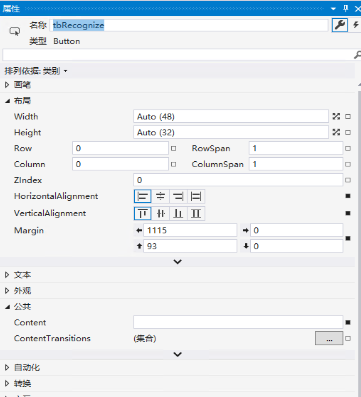 属性
名称 tbRecognize
类型 Button
排列依据: 类别
画笔
布局
Width Auto (48)
Height Auto (32)
Row 0 RowSpan 1
Column 0 ColumnSpan 1
ZIndex 0
HorizontalAlignment
VerticalAlignment
Margin 1115 0
93 0
文本
外观
公共
Content
ContentTransitions (集合) ...
自动化
转换